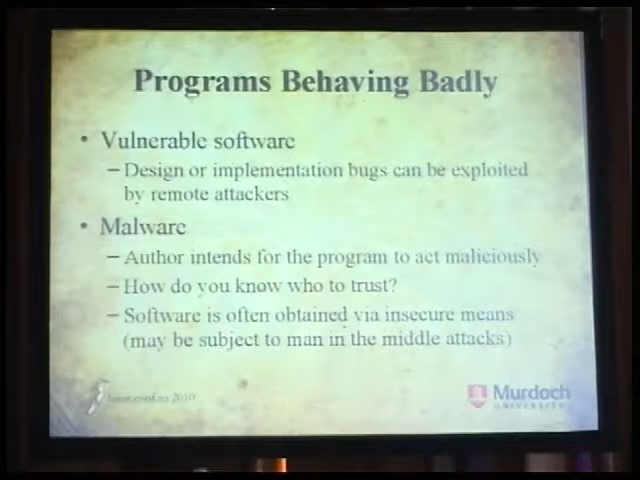 Programs Behaving Badly
• Vulnerable software
– Design or implementation bugs can be exploited
by remote attackers
• Malware
– Author intends for the program to act maliciously
– How do you know who to trust?
– Software is often obtained via insecure means
(may be subject to man in the middle attacks)
2010
Murdoch
UNIVERSITY